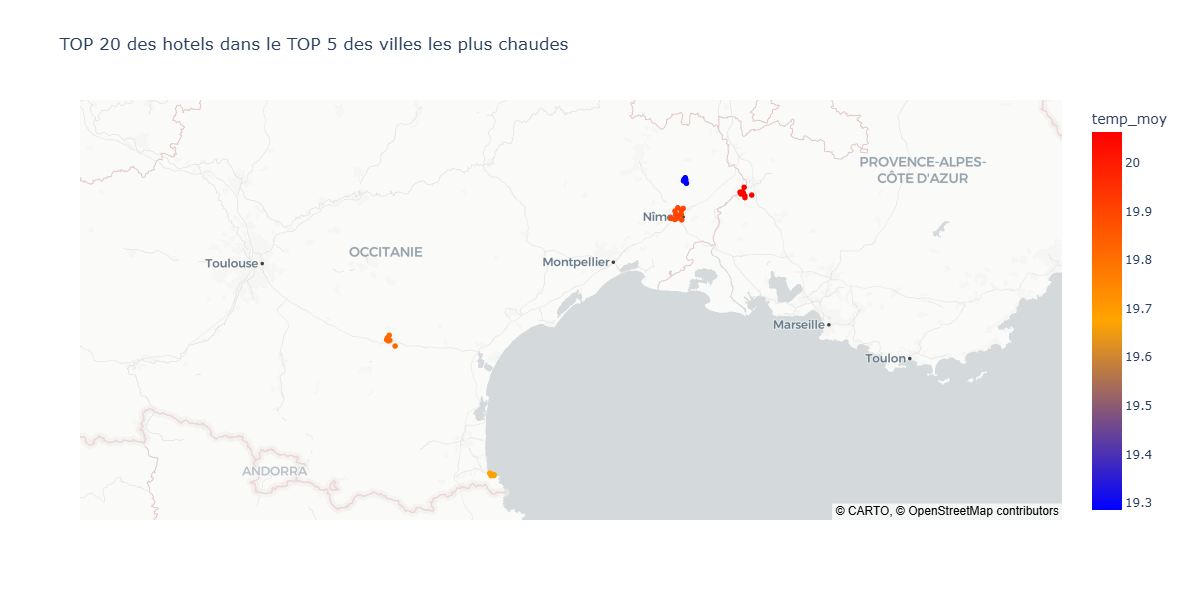 TOP 20 des hotels dans le TOP 5 des villes les plus chaudes
temp_moy
PROVENCE-ALPES-
CÔTE D'AZUR
20
19.9
Nîm
OCCITANIE
Toulouse
Montpellier
19.8
19.7
Marseille
19.6
Toulon
19.5
19.4
ANDORRA
19.3
© CARTO, © OpenStreetMap contributors